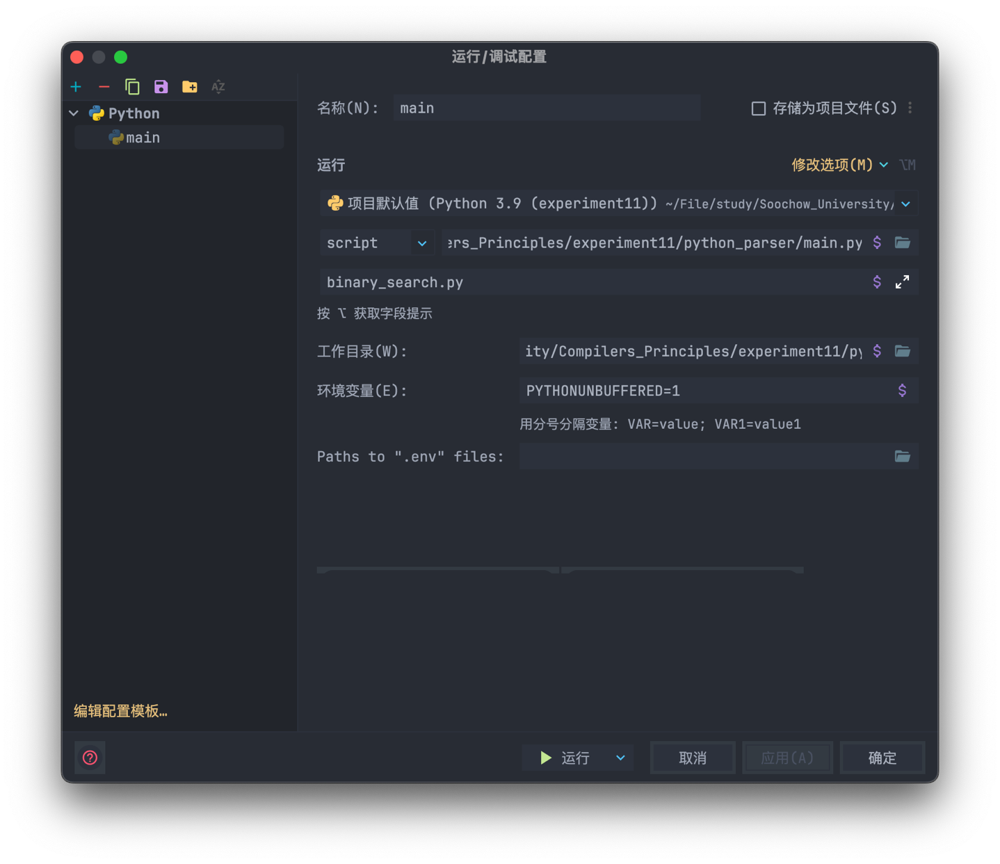 运行/调试配置
Python
main
编辑配置模板…
名称(N): main 存储为项目文件(S)
运行 修改选项(M) ⌥M
项目默认值 (Python 3.9 (experiment11)) ~/File/study/Soochow_University/
script ers_Principles/experiment11/python_parser/main.py $
binary_search.py $
按 ⌥ 获取字段提示
工作目录(W): ity/Compilers_Principles/experiment11/py $
环境变量(E): PYTHONUNBUFFERED=1 $
用分号分隔变量: VAR=value; VAR1=value1
Paths to ".env" files:
? 运行 取消 应用(A) 确定